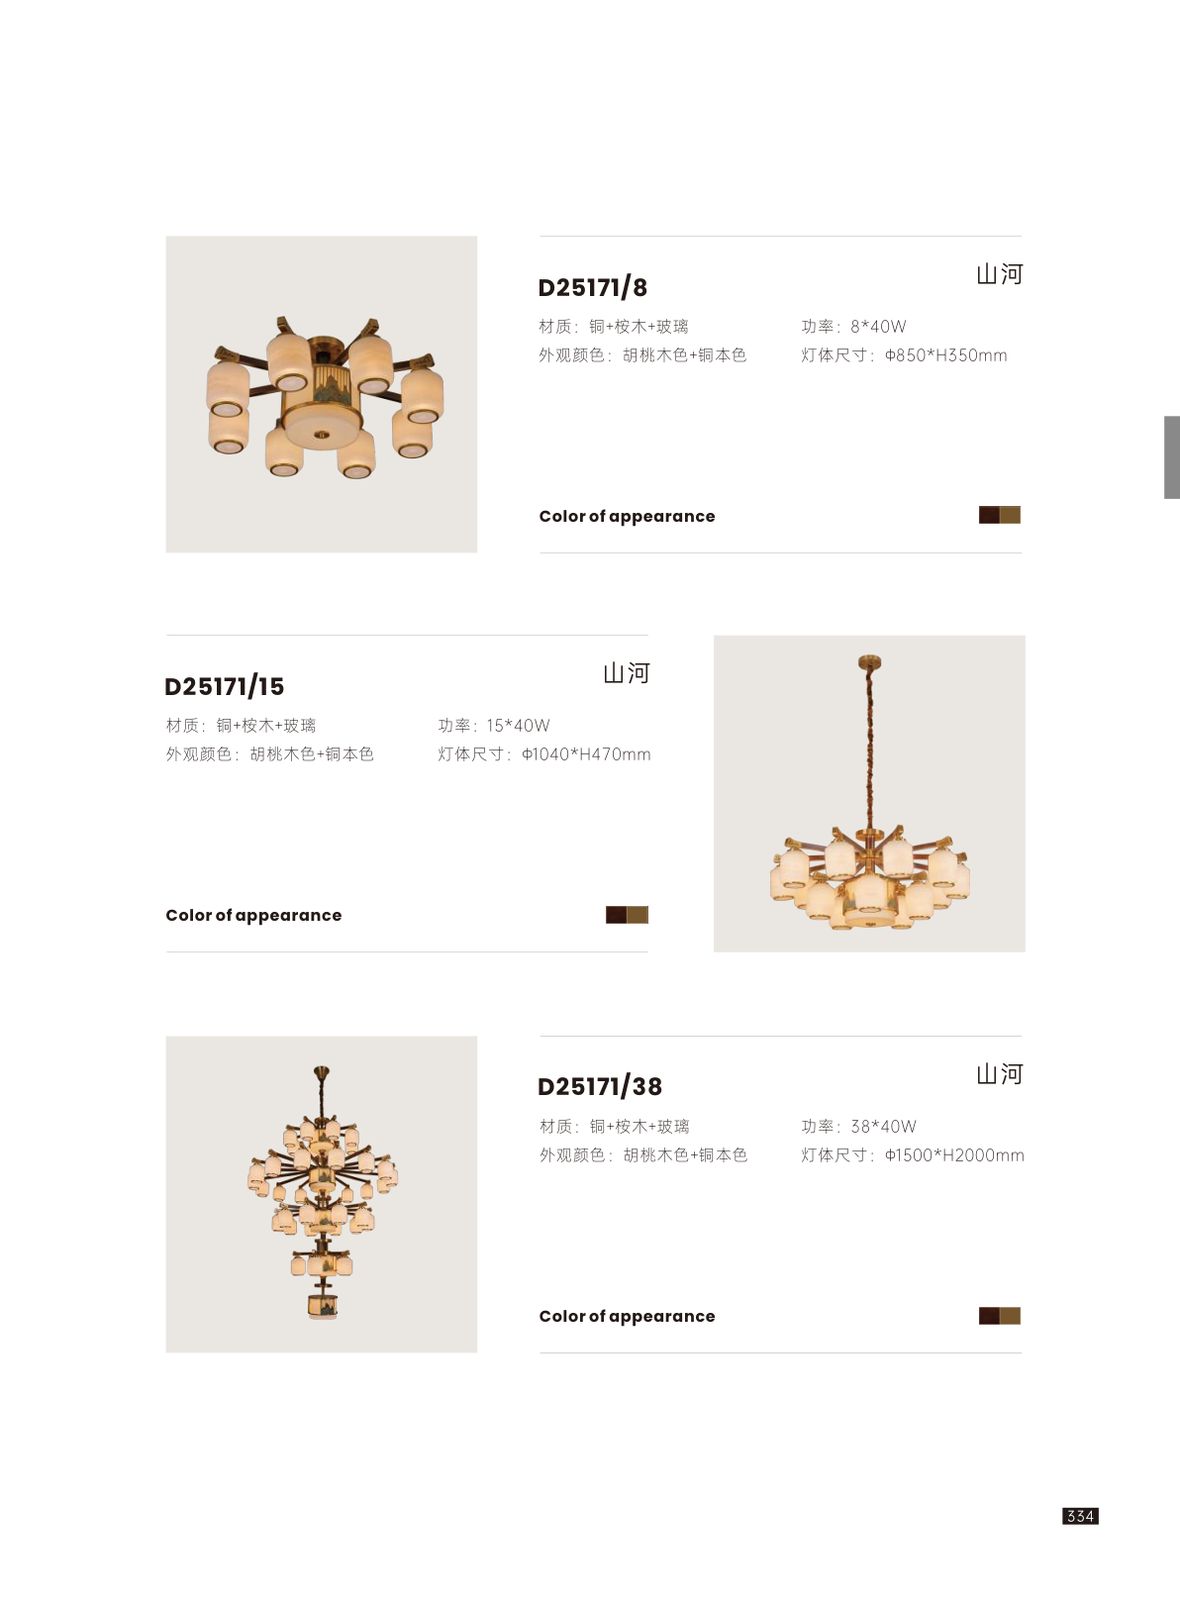 山河
D25171/8
材质：铜+桉木+玻璃
功率：8*40W
外观颜色：胡桃木色+铜本色
灯体尺寸：Φ850*H350mm
Color of appearance
山河
D25171/15
材质：铜+桉木+玻璃
功率：15*40W
外观颜色：胡桃木色+铜本色
灯体尺寸：Φ1040*H470mm
Color of appearance
山河
D25171/38
材质：铜+桉木+玻璃
功率：38*40W
外观颜色：胡桃木色+铜本色
灯体尺寸：Φ1500*H2000mm
Color of appearance
334